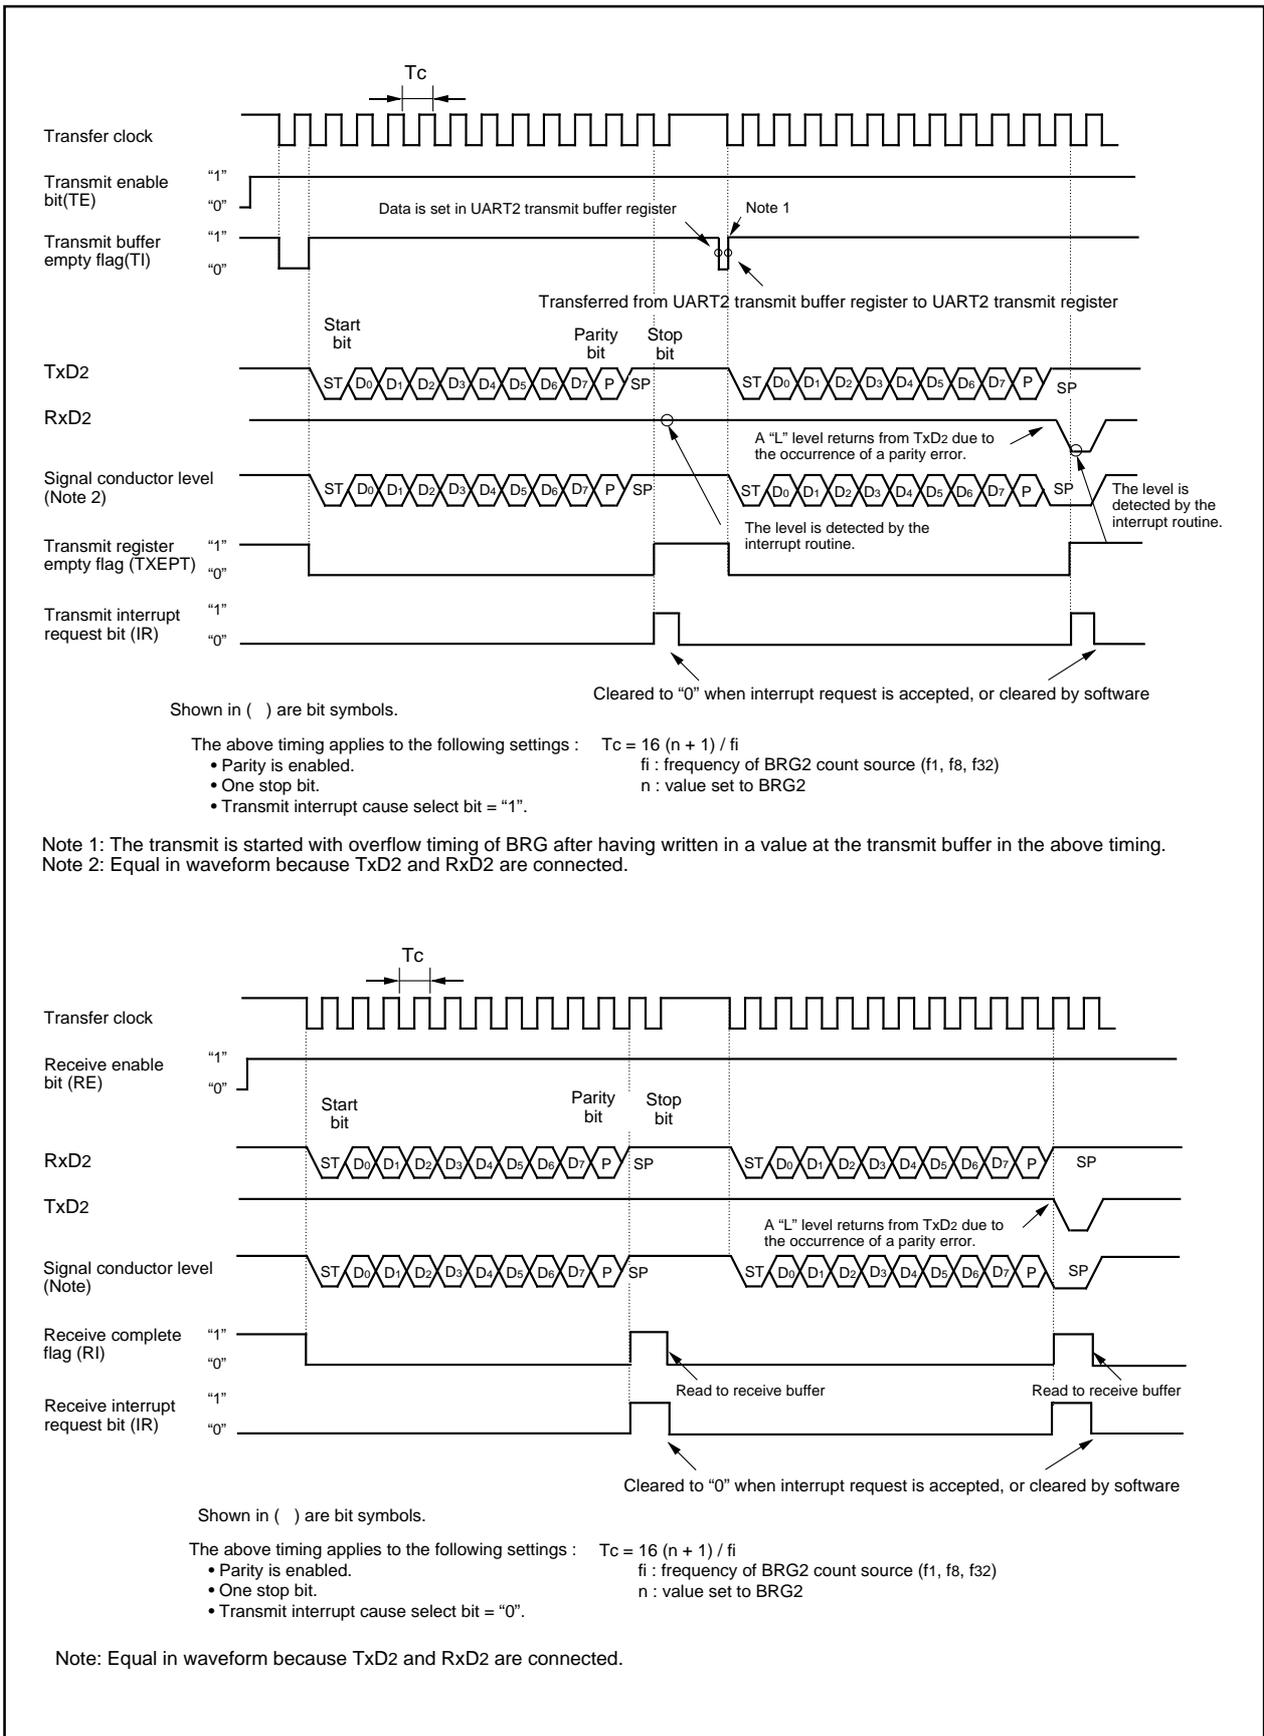 Tc
Transfer clock
Transmit enable
bit(TE)
“1”
“0”
Data is set in UART2 transmit buffer register
Note 1
Transmit buffer
empty flag(TI)
“1”
“0”
Transferred from UART2 transmit buffer register to UART2 transmit register
Start
bit
Parity
bit
Stop
bit
TxD2
ST D0 D1 D2 D3 D4 D5 D6 D7 P SP
ST D0 D1 D2 D3 D4 D5 D6 D7 P SP
RxD2
A “L” level returns from TxD2 due to
the occurrence of a parity error.
Signal conductor level
(Note 2)
ST D0 D1 D2 D3 D4 D5 D6 D7 P SP
ST D0 D1 D2 D3 D4 D5 D6 D7 P SP
The level is
detected by the
interrupt routine.
The level is detected by the
interrupt routine.
Transmit register
empty flag (TXEPT)
“1”
“0”
Transmit interrupt
request bit (IR)
“1”
“0”
Cleared to “0” when interrupt request is accepted, or cleared by software
Shown in ( ) are bit symbols.
The above timing applies to the following settings :
• Parity is enabled.
• One stop bit.
• Transmit interrupt cause select bit = “1”.
Tc = 16 (n + 1) / fi
fi : frequency of BRG2 count source (f1, f8, f32)
n : value set to BRG2
Note 1: The transmit is started with overflow timing of BRG after having written in a value at the transmit buffer in the above timing.
Note 2: Equal in waveform because TxD2 and RxD2 are connected.
Tc
Transfer clock
Receive enable
bit (RE)
“1”
“0”
Start
bit
Parity
bit
Stop
bit
RxD2
ST D0 D1 D2 D3 D4 D5 D6 D7 P SP
ST D0 D1 D2 D3 D4 D5 D6 D7 P SP
TxD2
A “L” level returns from TxD2 due to
the occurrence of a parity error.
Signal conductor level
(Note)
ST D0 D1 D2 D3 D4 D5 D6 D7 P SP
ST D0 D1 D2 D3 D4 D5 D6 D7 P SP
Receive complete
flag (RI)
“1”
“0”
Read to receive buffer
Read to receive buffer
Receive interrupt
request bit (IR)
“1”
“0”
Cleared to “0” when interrupt request is accepted, or cleared by software
Shown in ( ) are bit symbols.
The above timing applies to the following settings :
• Parity is enabled.
• One stop bit.
• Transmit interrupt cause select bit = “0”.
Tc = 16 (n + 1) / fi
fi : frequency of BRG2 count source (f1, f8, f32)
n : value set to BRG2
Note: Equal in waveform because TxD2 and RxD2 are connected.